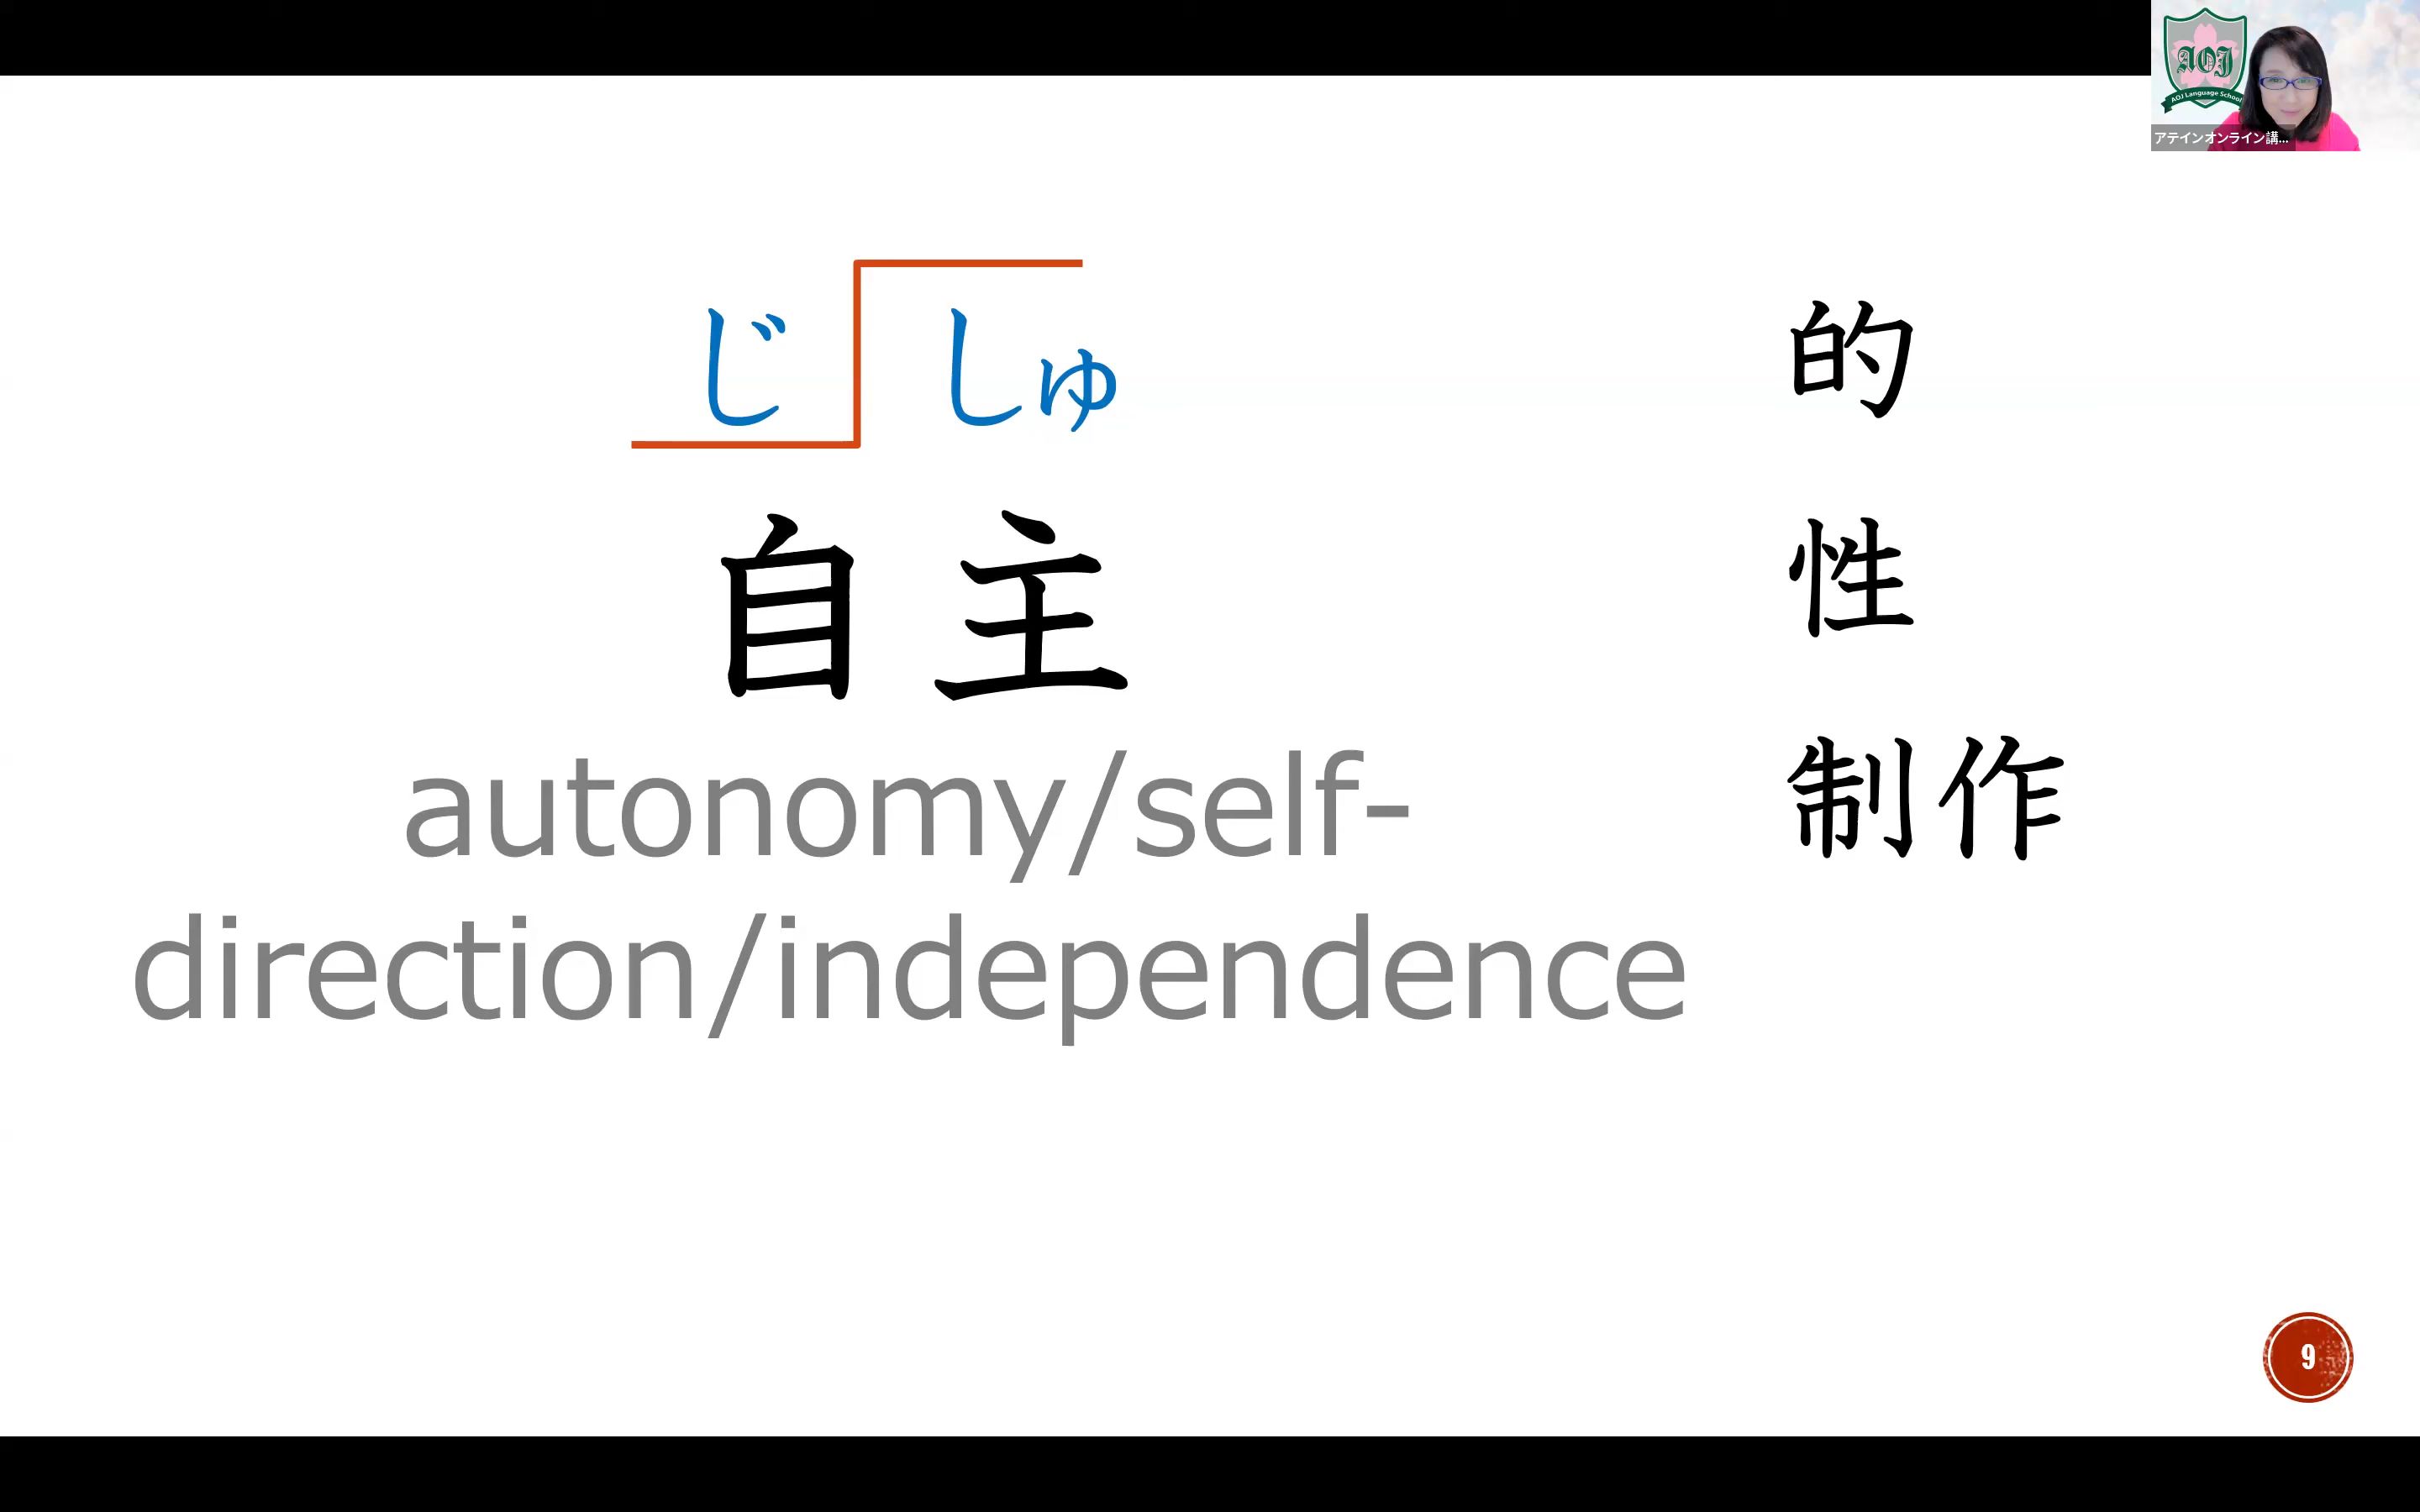 AOJ
AOJ Language School
アテインオンライン講...
じ しゅ
自主
autonomy/self-
direction/independence
的
性
制作
9